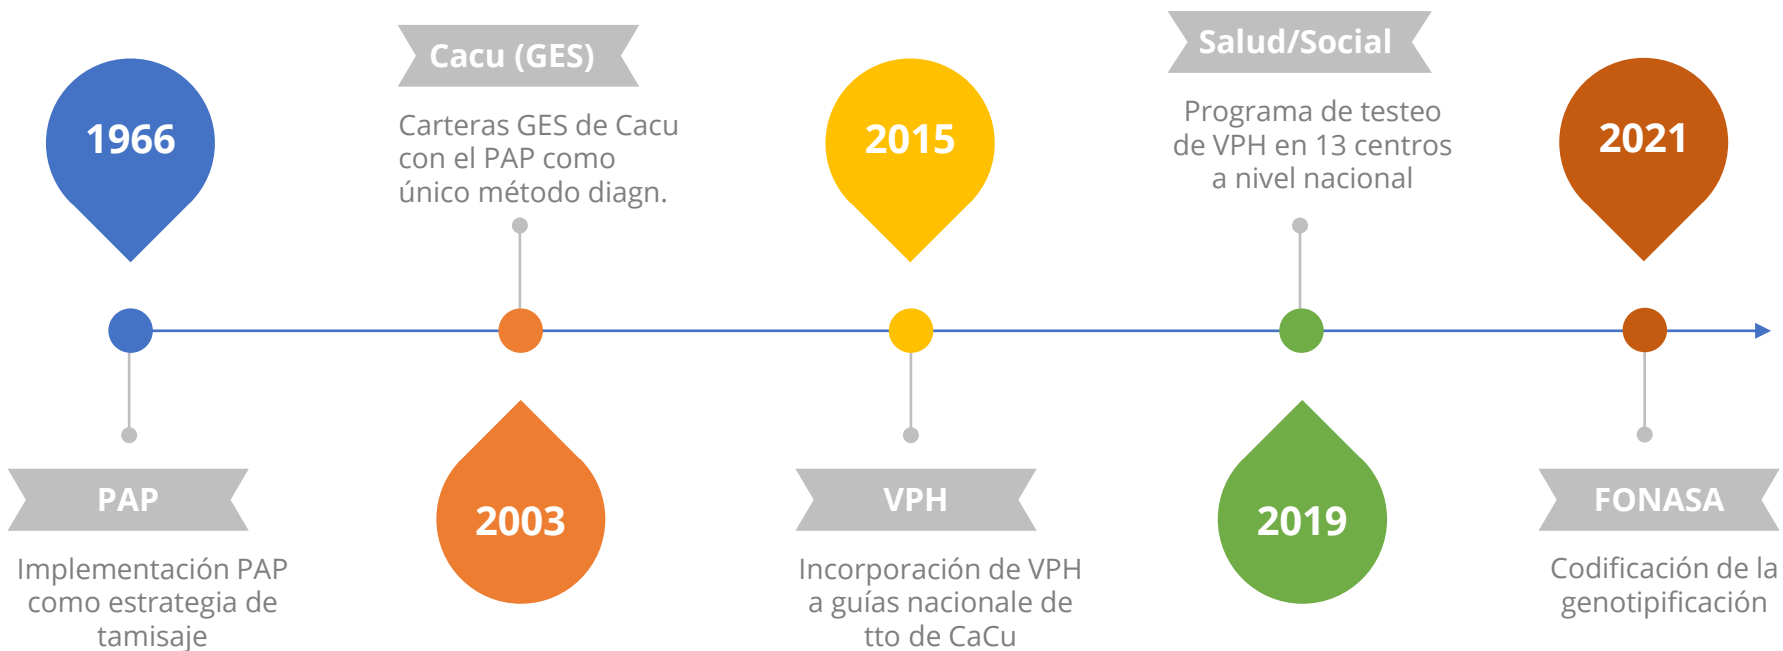 1966
PAP
Implementación PAP
como estrategia de
tamisaje
Cacu (GES)
Carteras GES de Cacu
con el PAP como
único método diagn.
2003
2015
VPH
Incorporación de VPH
a guías nacionale de
tto de CaCu
Salud/Social
Programa de testeo
de VPH en 13 centros
a nivel nacional
2019
2021
FONASA
Codificación de la
genotipificación